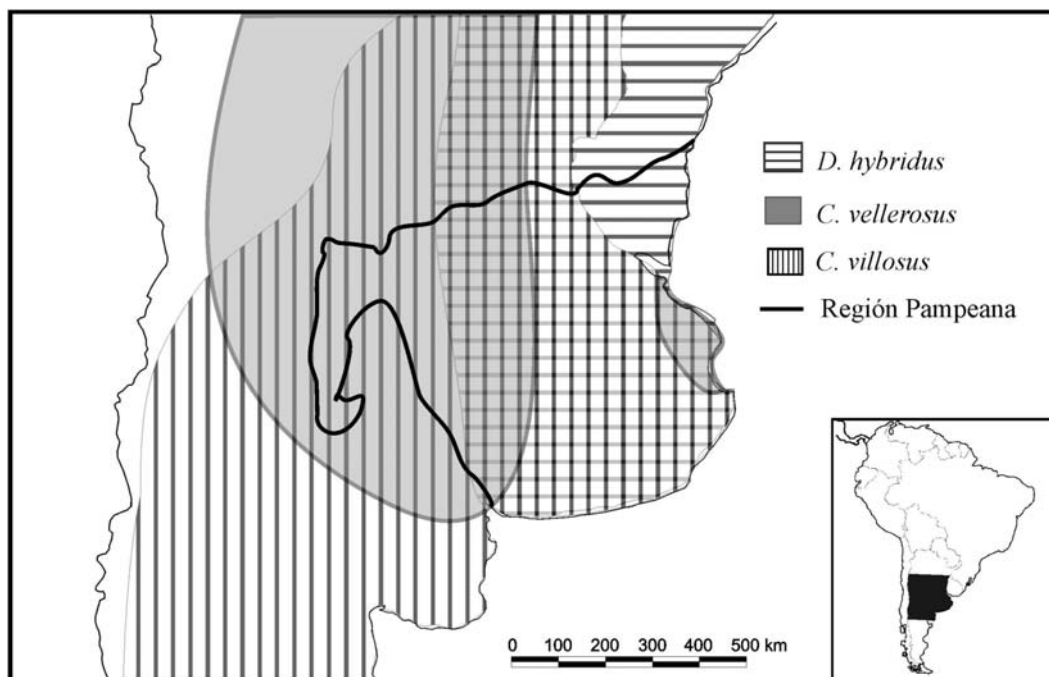 D. hybridus
C. vellerosus
C. villosus
Región Pampeana
0 100 200 300 400 500 km